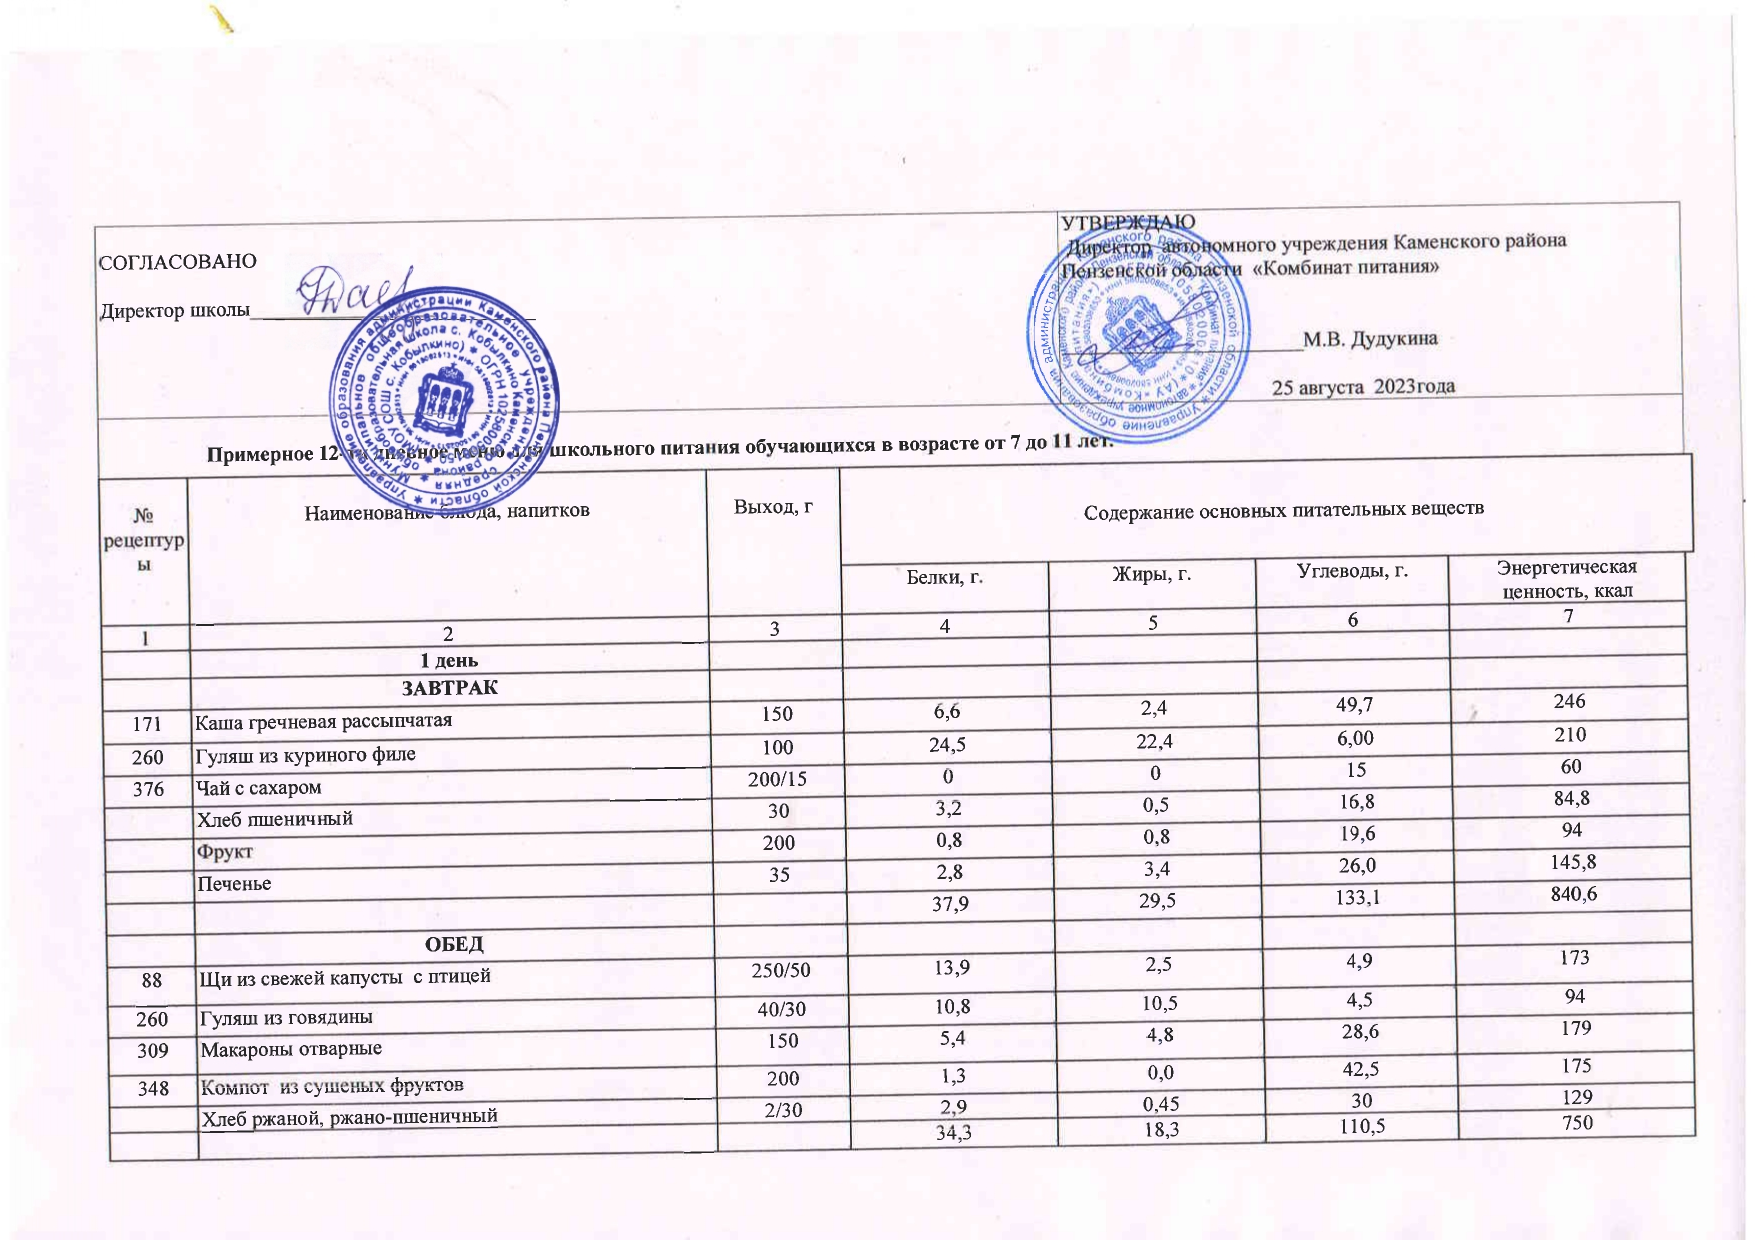 СОГЛАСОВАНО
Директор школы
УТВЕРЖДАЮ
Директор автономного учреждения Каменского района
Пензенской области «Комбинат питания»
М.В. Дудукина
25 августа 2023года
Примерное 12- дневное меню для школьного питания обучающихся в возрасте от 7 до 11 лет.
№ рецептуры Наименование блюда, напитков Выход, г Содержание основных питательных веществ
Белки, г. Жиры, г. Углеводы, г. Энергетическая ценность, ккал
1 2 3 4 5 6 7
1 день
ЗАВТРАК
171 Каша гречневая рассыпчатая 150 6,6 2,4 49,7 246
260 Гуляш из куриного филе 100 24,5 22,4 6,00 210
376 Чай с сахаром 200/15 0 0 15 60
Хлеб пшеничный 30 3,2 0,5 16,8 84,8
Фрукт 200 0,8 0,8 19,6 94
Печенье 35 2,8 3,4 26,0 145,8
37,9 29,5 133,1 840,6
ОБЕД
88 Щи из свежей капусты с птицей 250/50 13,9 2,5 4,9 173
260 Гуляш из говядины 40/30 10,8 10,5 4,5 94
309 Макароны отварные 150 5,4 4,8 28,6 179
348 Компот из сушеных фруктов 200 1,3 0,0 42,5 175
Хлеб ржаной, ржано-пшеничный 2/30 2,9 0,45 30 129
34,3 18,3 110,5 750